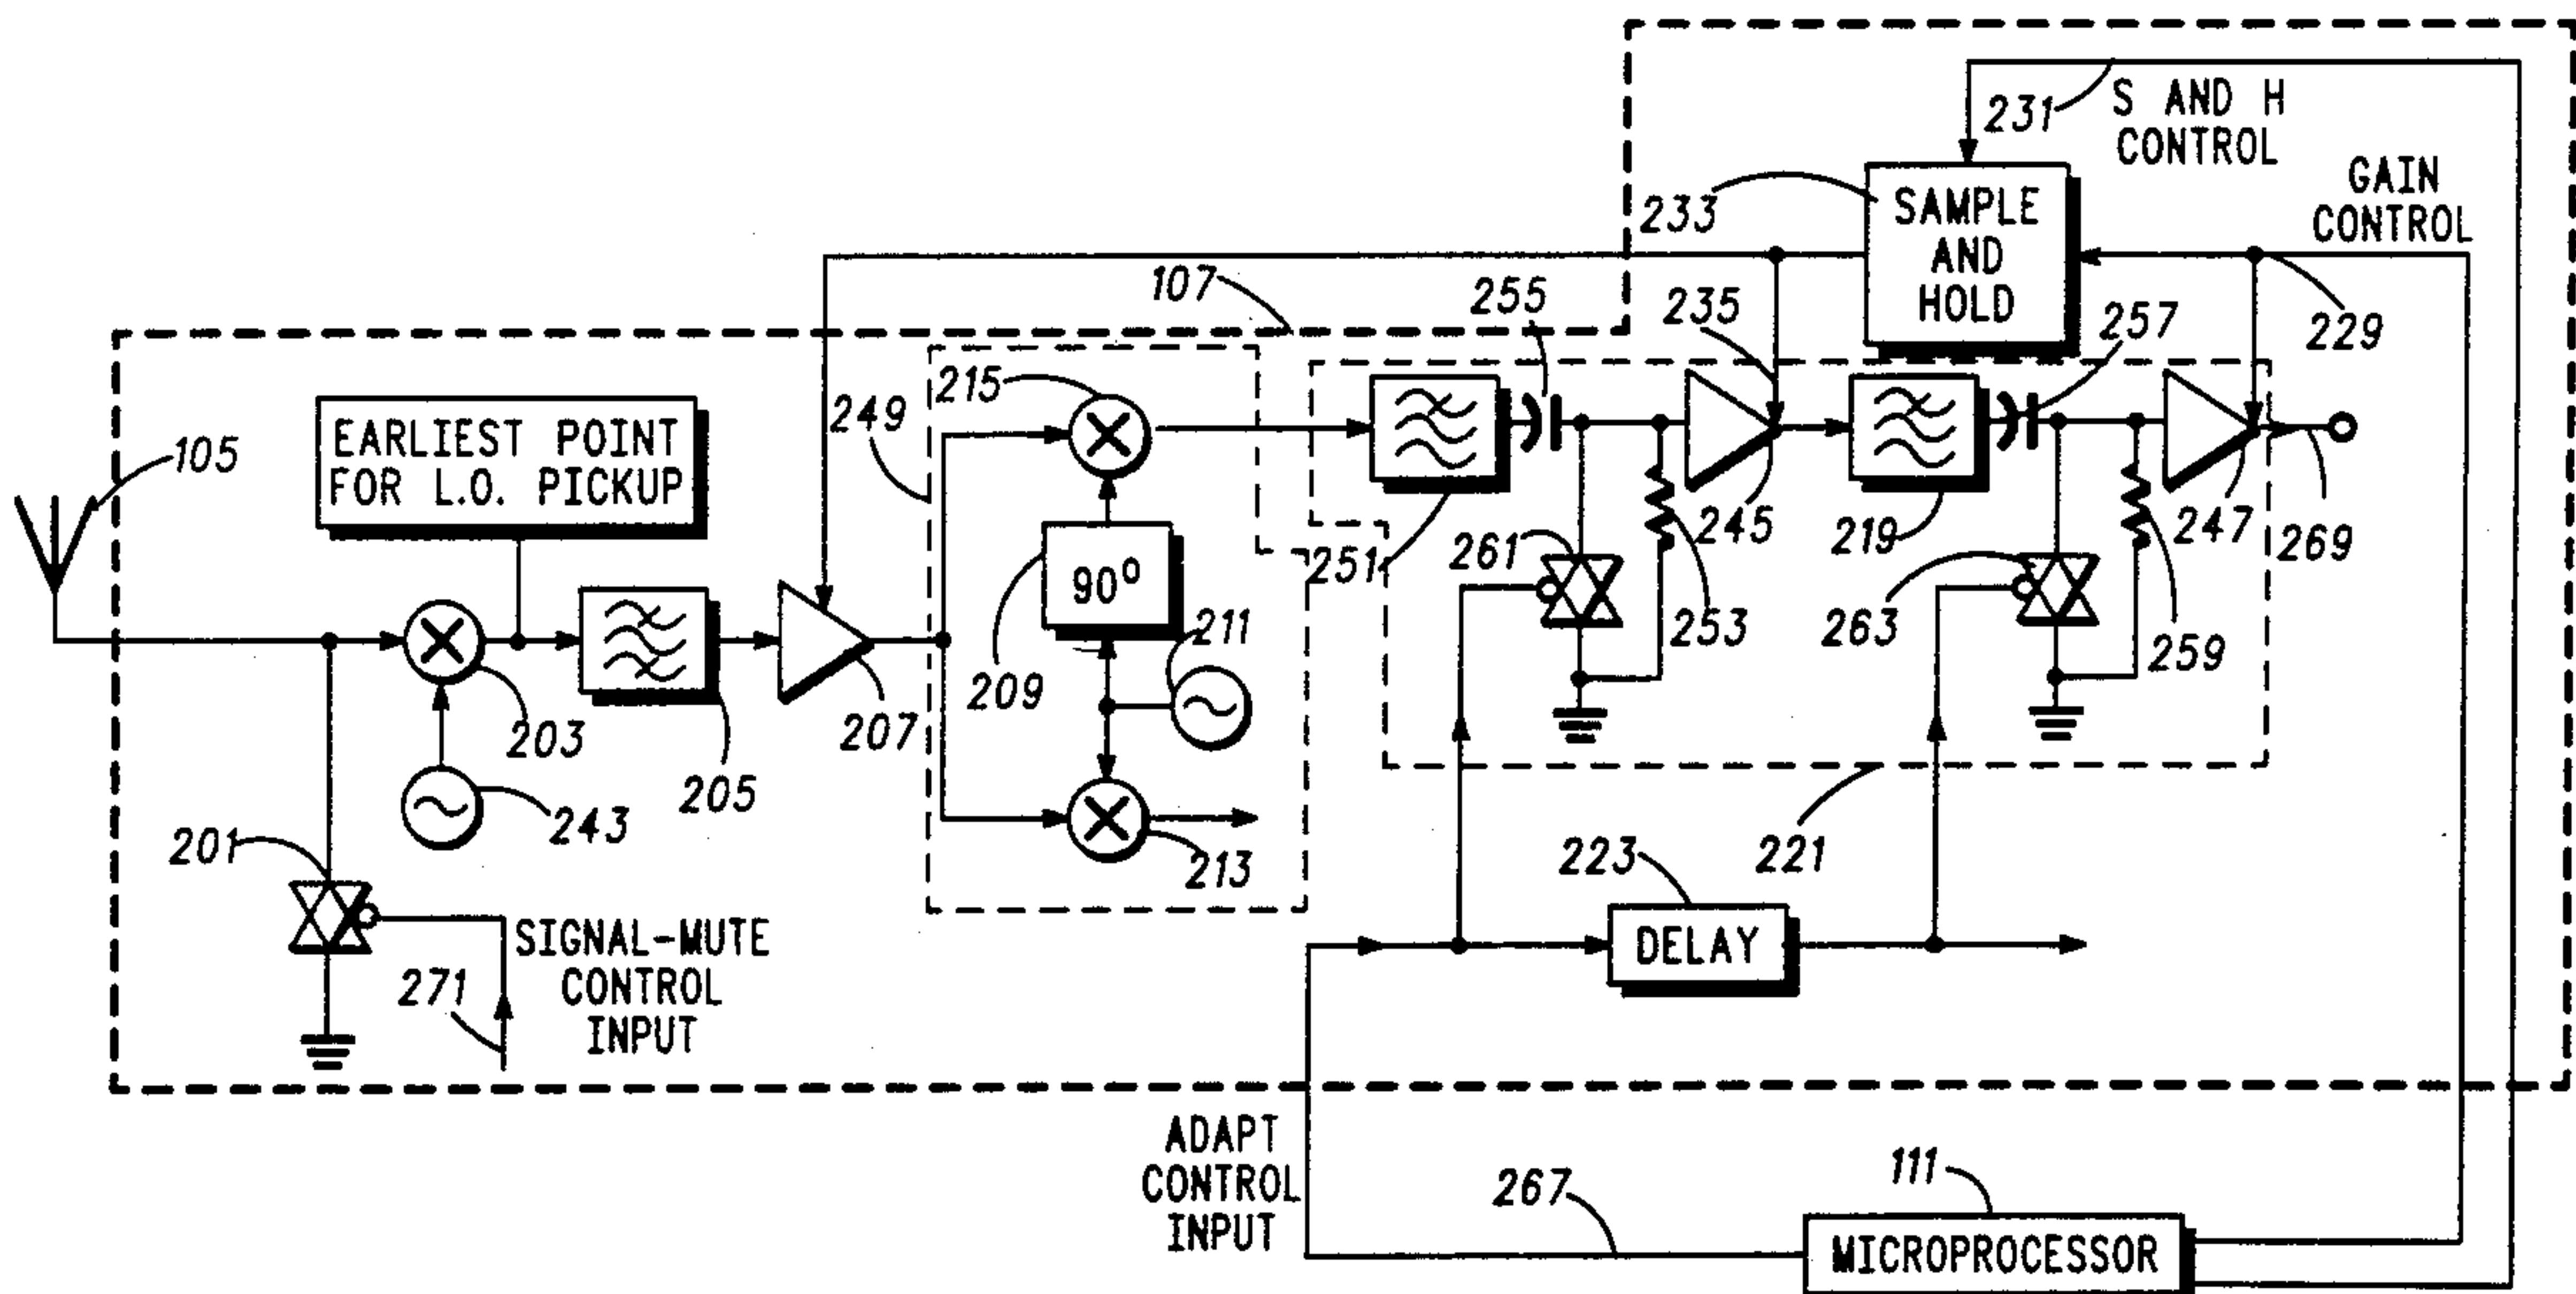 231
S AND H
CONTROL
233
SAMPLE
AND
HOLD
GAIN
CONTROL
107
255
235
257
229
215
249
EARLIEST POINT
FOR L.O. PICKUP
105
251
261
245
219
247
269
209
90°
211
253
263
259
203
207
205
243
201
213
223
221
DELAY
SIGNAL-MUTE
CONTROL
INPUT
271
ADAPT
CONTROL
INPUT
267
111
MICROPROCESSOR